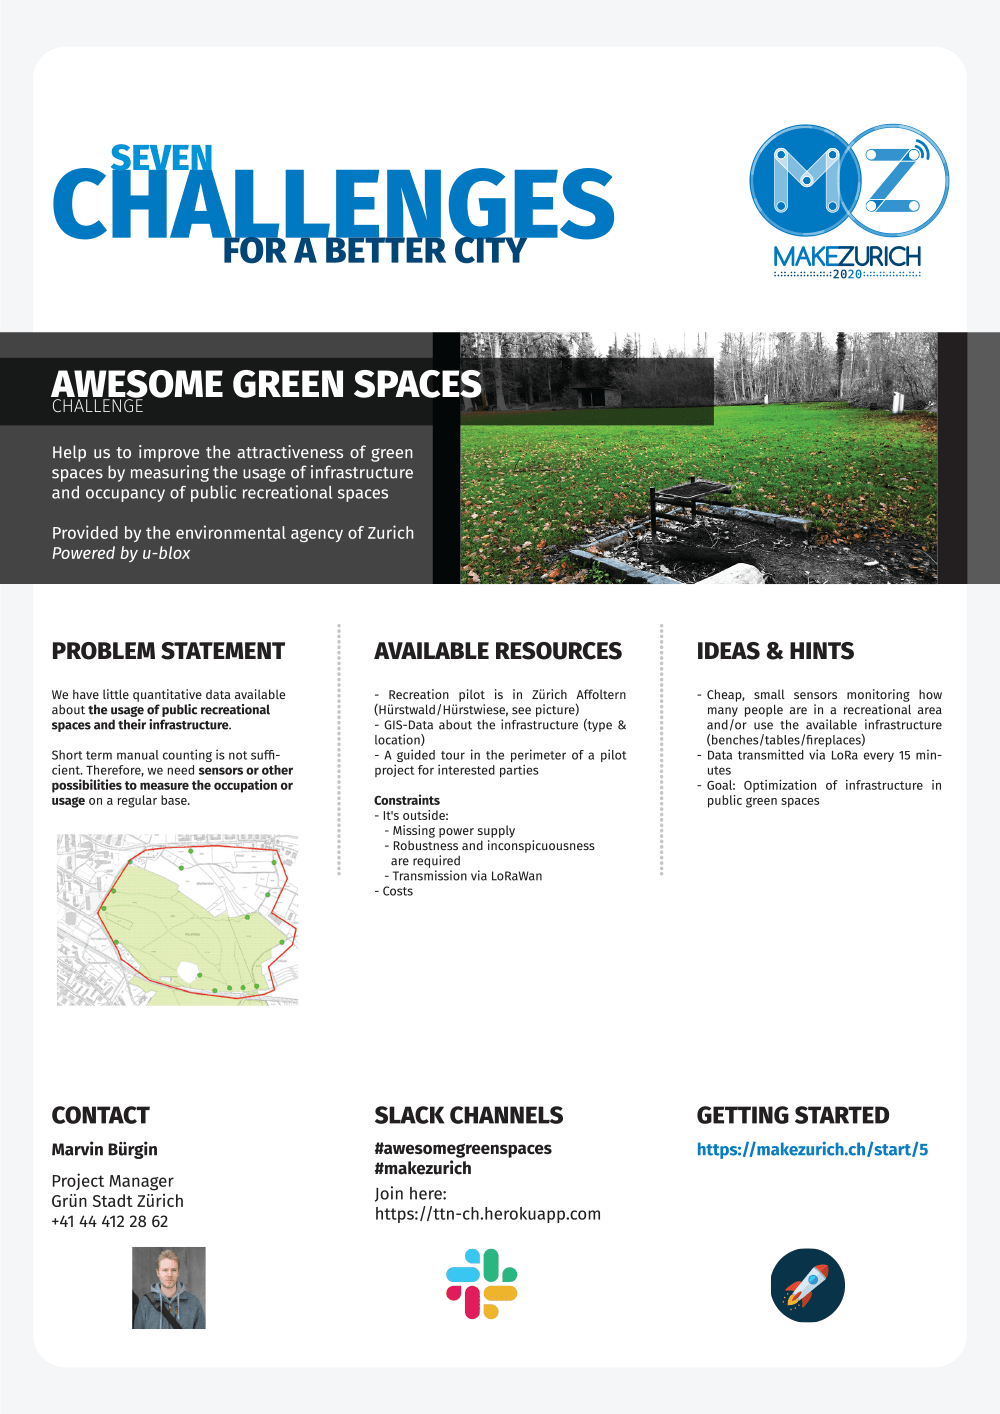 SEVEN
CHALLENGES
FOR A BETTER CITY
MZ
MAKEZURICH
2020
AWESOME GREEN SPACES
CHALLENGE
Help us to improve the attractiveness of green
spaces by measuring the usage of infrastructure
and occupancy of public recreational spaces
Provided by the environmental agency of Zurich
Powered by u-blox
PROBLEM STATEMENT
We have little quantitative data available
about the usage of public recreational
spaces and their infrastructure.
Short term manual counting is not suffi-
cient. Therefore, we need sensors or other
possibilities to measure the occupation or
usage on a regular base.
AVAILABLE RESOURCES
- Recreation pilot is in Zürich Affoltern
(Hürstwald/Hürstwiese, see picture)
- GIS-Data about the infrastructure (type &
location)
- A guided tour in the perimeter of a pilot
project for interested parties
Constraints
- It's outside:
- Missing power supply
- Robustness and inconspicuousness
are required
- Transmission via LoRaWan
- Costs
IDEAS & HINTS
- Cheap, small sensors monitoring how
many people are in a recreational area
and/or use the available infrastructure
(benches/tables/fireplaces)
- Data transmitted via LoRa every 15 min-
utes
- Goal: Optimization of infrastructure in
public green spaces
CONTACT
Marvin Bürgin
Project Manager
Grün Stadt Zürich
+41 44 412 28 62
SLACK CHANNELS
#awesomegreenspaces
#makezurich
Join here:
https://ttn-ch.herokuapp.com
GETTING STARTED
https://makezurich.ch/start/5